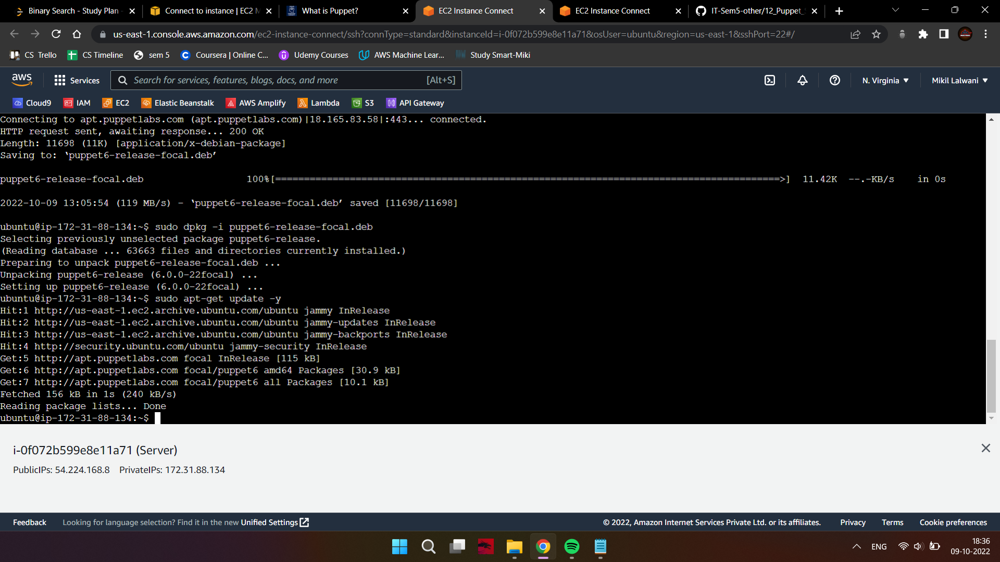 Binary Search - Study Plan -
Connect to instance | EC2 M
What is Puppet?
EC2 Instance Connect
EC2 Instance Connect
IT-Sem5-other/12_Puppet_
us-east-1.console.aws.amazon.com/ec2-instance-connect/ssh?connType=standard&instanceId=i-0f072b599e8e11a71&osUser=ubuntu&region=us-east-1&sshPort=22#/
CS Trello
CS Timeline
sem 5
Coursera | Online C...
Udemy Courses
AWS Machine Lear...
Study Smart-Miki
aws
Services
Search for services, features, blogs, docs, and more
[Alt+S]
N. Virginia
Mikil Lalwani
Cloud9
IAM
EC2
Elastic Beanstalk
AWS Amplify
Lambda
S3
API Gateway
Connecting to apt.puppetlabs.com (apt.puppetlabs.com)|18.165.83.58|:443... connected.
HTTP request sent, awaiting response... 200 OK
Length: 11698 (11K) [application/x-debian-package]
Saving to: ‘puppet6-release-focal.deb’
puppet6-release-focal.deb 100%[========================================================================================>] 11.42K --.-KB/s in 0s
2022-10-09 13:05:54 (119 MB/s) - ‘puppet6-release-focal.deb’ saved [11698/11698]
ubuntu@ip-172-31-88-134:~$ sudo dpkg -i puppet6-release-focal.deb
Selecting previously unselected package puppet6-release.
(Reading database ... 63663 files and directories currently installed.)
Preparing to unpack puppet6-release-focal.deb ...
Unpacking puppet6-release (6.0.0-22focal) ...
Setting up puppet6-release (6.0.0-22focal) ...
ubuntu@ip-172-31-88-134:~$ sudo apt-get update -y
Hit:1 http://us-east-1.ec2.archive.ubuntu.com/ubuntu jammy InRelease
Hit:2 http://us-east-1.ec2.archive.ubuntu.com/ubuntu jammy-updates InRelease
Hit:3 http://us-east-1.ec2.archive.ubuntu.com/ubuntu jammy-backports InRelease
Hit:4 http://security.ubuntu.com/ubuntu jammy-security InRelease
Get:5 http://apt.puppetlabs.com focal InRelease [115 kB]
Get:6 http://apt.puppetlabs.com focal/puppet6 amd64 Packages [30.9 kB]
Get:7 http://apt.puppetlabs.com focal/puppet6 all Packages [10.1 kB]
Fetched 156 kB in 1s (240 kB/s)
Reading package lists... Done
ubuntu@ip-172-31-88-134:~$
i-0f072b599e8e11a71 (Server)
PublicIPs: 54.224.168.8 PrivateIPs: 172.31.88.134
Feedback
Looking for language selection? Find it in the new Unified Settings
© 2022, Amazon Internet Services Private Ltd. or its affiliates.
Privacy
Terms
Cookie preferences
ENG
18:36
09-10-2022